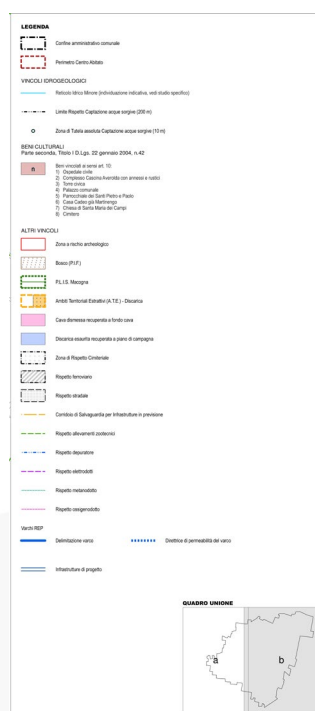 LEGENDA
Confine amministrativo comunale
Perimetro Centro Abitato
VINCOLI IDROGEOLOGICI
Reticolo Idrico Minore (individuazione indicativa, vedi studio specifico)
Limite Rispetto Captazione acque sorgive (200 m)
Zona di Tutela assoluta Captazione acque sorgive (10 m)
BENI CULTURALI
Parte seconda, Titolo I D.Lgs. 22 gennaio 2004, n.42
n
Beni vincolati ai sensi art. 10:
1) Ospedale civile
2) Complesso Cascina Averolda con annessi e rustici
3) Torre civica
4) Palazzo comunale
5) Parrocchiale dei Santi Pietro e Paolo
6) Casa Cadeo già Martinengo
7) Chiesa di Santa Maria dei Campi
8) Cimitero
ALTRI VINCOLI
Zona a rischio archeologico
Bosco (P.I.F.)
P.L.I.S. Macogna
Ambiti Territoriali Estrattivi (A.T.E.) - Discarica
Cava dismessa recuperata a fondo cava
Discarica esaurita recuperata a piano di campagna
Zona di Rispetto Cimiteriale
Rispetto ferroviario
Rispetto stradale
Corridoio di Salvaguardia per Infrastrutture in previsione
Rispetto allevamenti zootecnici
Rispetto depuratore
Rispetto elettrodotti
Rispetto metanodotto
Rispetto ossigenodotto
Varchi REP
Delimitazione varco
Direttrice di permeabilità del varco
Infrastrutture di progetto
QUADRO UNIONE
a
b